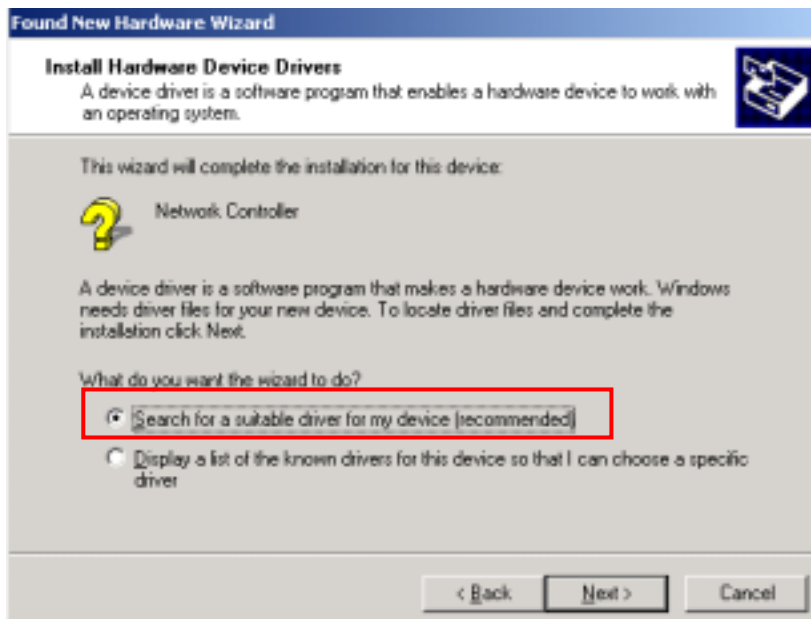 Found New Hardware Wizard
Install Hardware Device Drivers
A device driver is a software program that enables a hardware device to work with
an operating system.
This wizard will complete the installation for this device:
Network Controller
A device driver is a software program that makes a hardware device work. Windows
needs driver files for your new device. To locate driver files and complete the
installation click Next.
What do you want the wizard to do?
Search for a suitable driver for my device (recommended)
Display a list of the known drivers for this device so that I can choose a specific
driver
< Back
Next >
Cancel